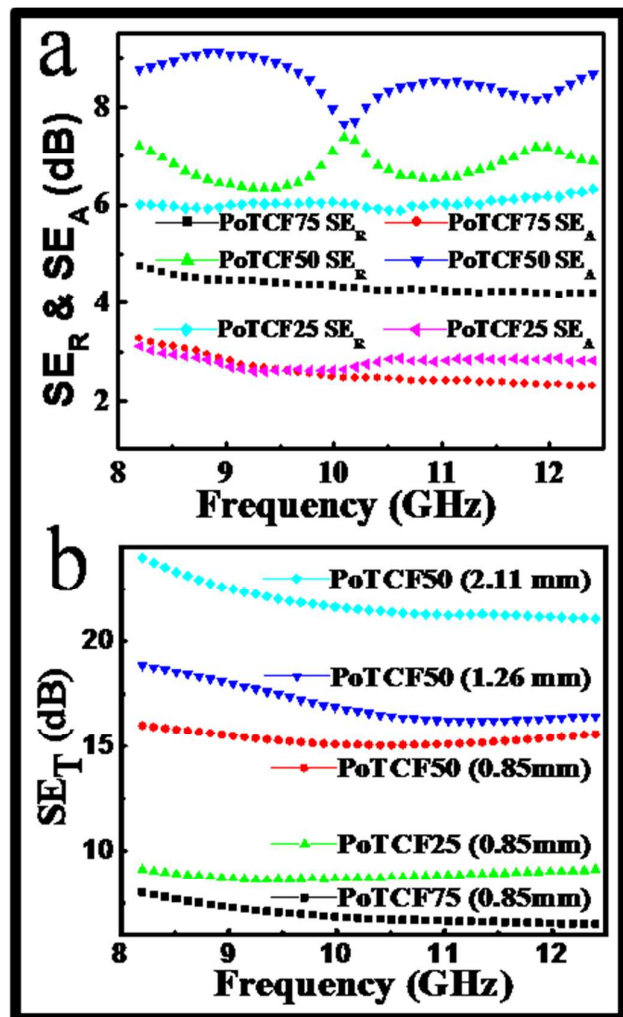 a
SE_R & SE_A (dB)
8
6
4
2
PoTCF75 SE_R
PoTCF75 SE_A
PoTCF50 SE_R
PoTCF50 SE_A
PoTCF25 SE_R
PoTCF25 SE_A
8
9
10
11
12
Frequency (GHz)
b
SE_T (dB)
20
15
10
PoTCF50 (2.11 mm)
PoTCF50 (1.26 mm)
PoTCF50 (0.85mm)
PoTCF25 (0.85mm)
PoTCF75 (0.85mm)
8
9
10
11
12
Frequency (GHz)